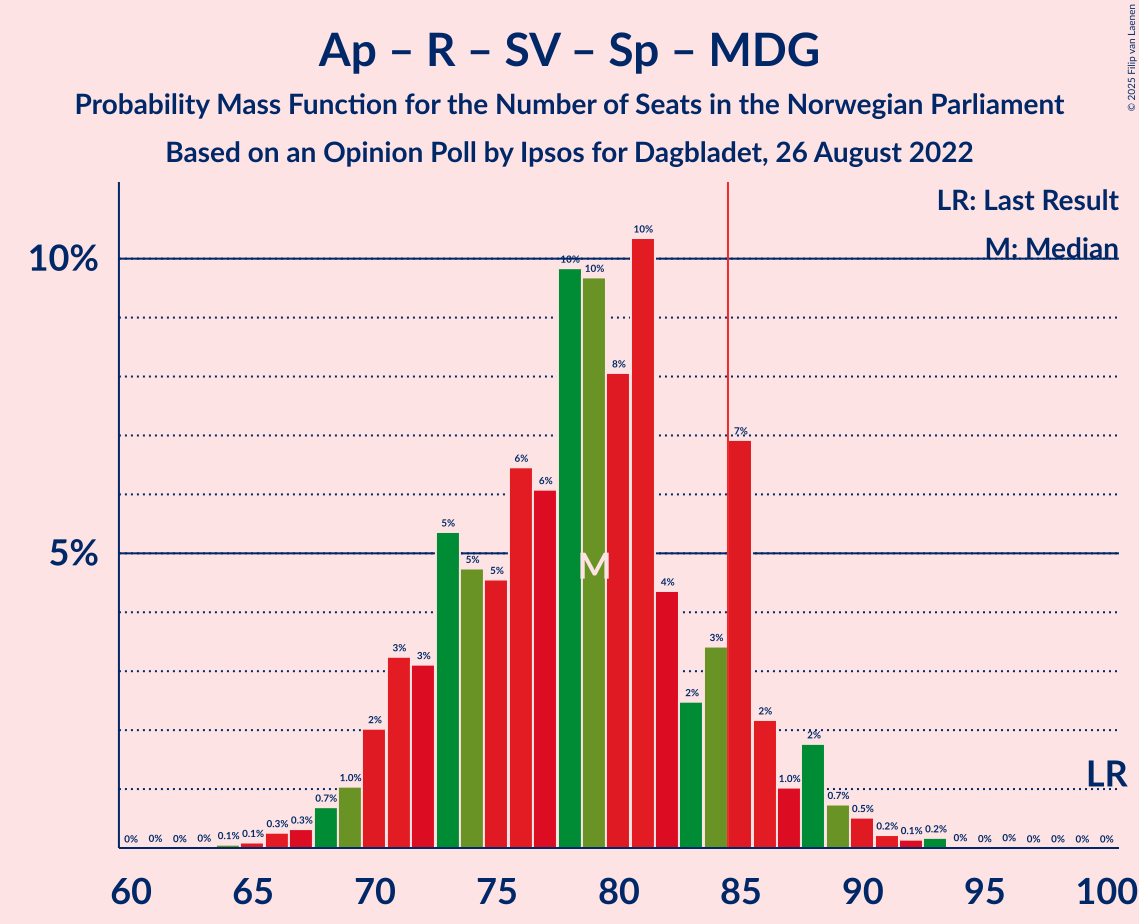 Ap – R – SV – Sp – MDG
Probability Mass Function for the Number of Seats in the Norwegian Parliament
Based on an Opinion Poll by Ipsos for Dagbladet, 26 August 2022
© 2025 Filip van Laenen
LR: Last Result
M: Median
10%
5%
0% 0% 0% 0% 0.1% 0.1% 0.3% 0.3% 0.7% 1.0% 2% 3% 3% 5% 5% 5% 6% 6% 10% 10% 8% 10% 4% 2% 3% 7% 2% 1.0% 2% 0.7% 0.5% 0.2% 0.1% 0.2% 0% 0% 0% 0% 0% 0% 0%
M
LR
60 65 70 75 80 85 90 95 100